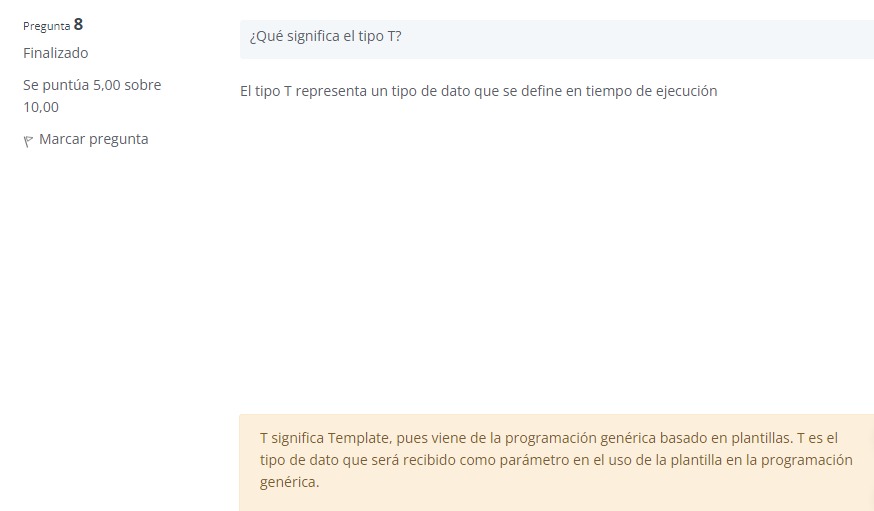 Pregunta 8
Finalizado
Se puntúa 5,00 sobre
10,00
Marcar pregunta
¿Qué significa el tipo T?
El tipo T representa un tipo de dato que se define en tiempo de ejecución
T significa Template, pues viene de la programación genérica basado en plantillas. T es el
tipo de dato que será recibido como parámetro en el uso de la plantilla en la programación
genérica.